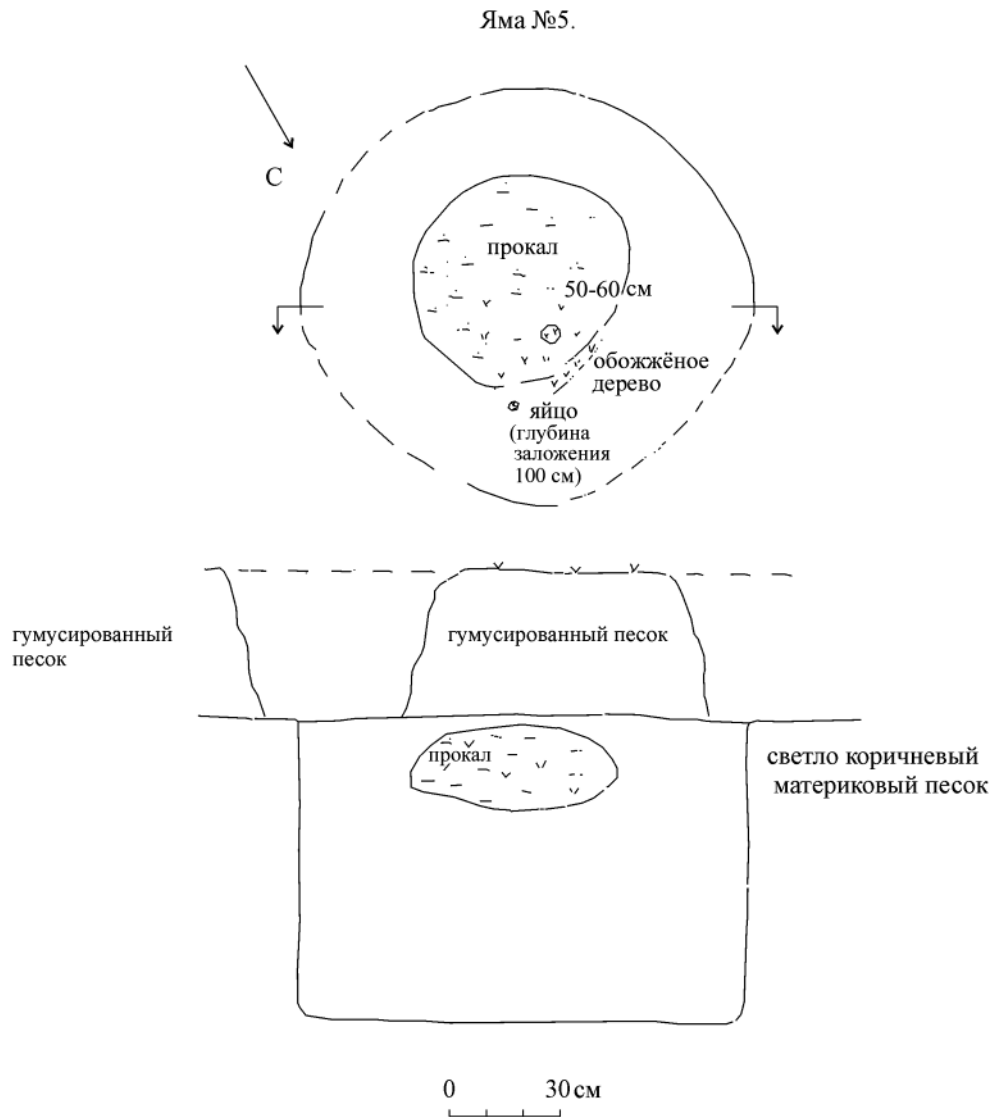 Яма №5.
С
прокал
50-60 см
обожжёное
дерево
яйцо
(глубина
заложения
100 см)
гумусированный
песок
гумусированный песок
прокал
светло коричневый
материковый песок
0 30 см